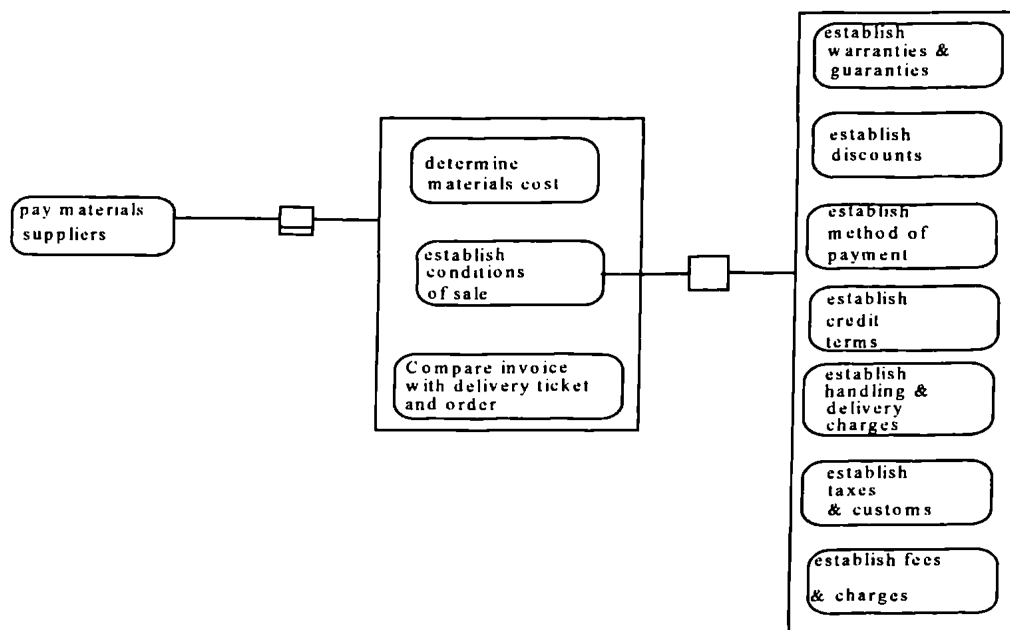 pay materials
suppliers
determine
materials cost
establish
conditions
of sale
Compare invoice
with delivery ticket
and order
establish
warranties &
guaranties
establish
discounts
establish
method of
payment
establish
credit
terms
establish
handling &
delivery
charges
establish
taxes
& customs
establish fees
& charges